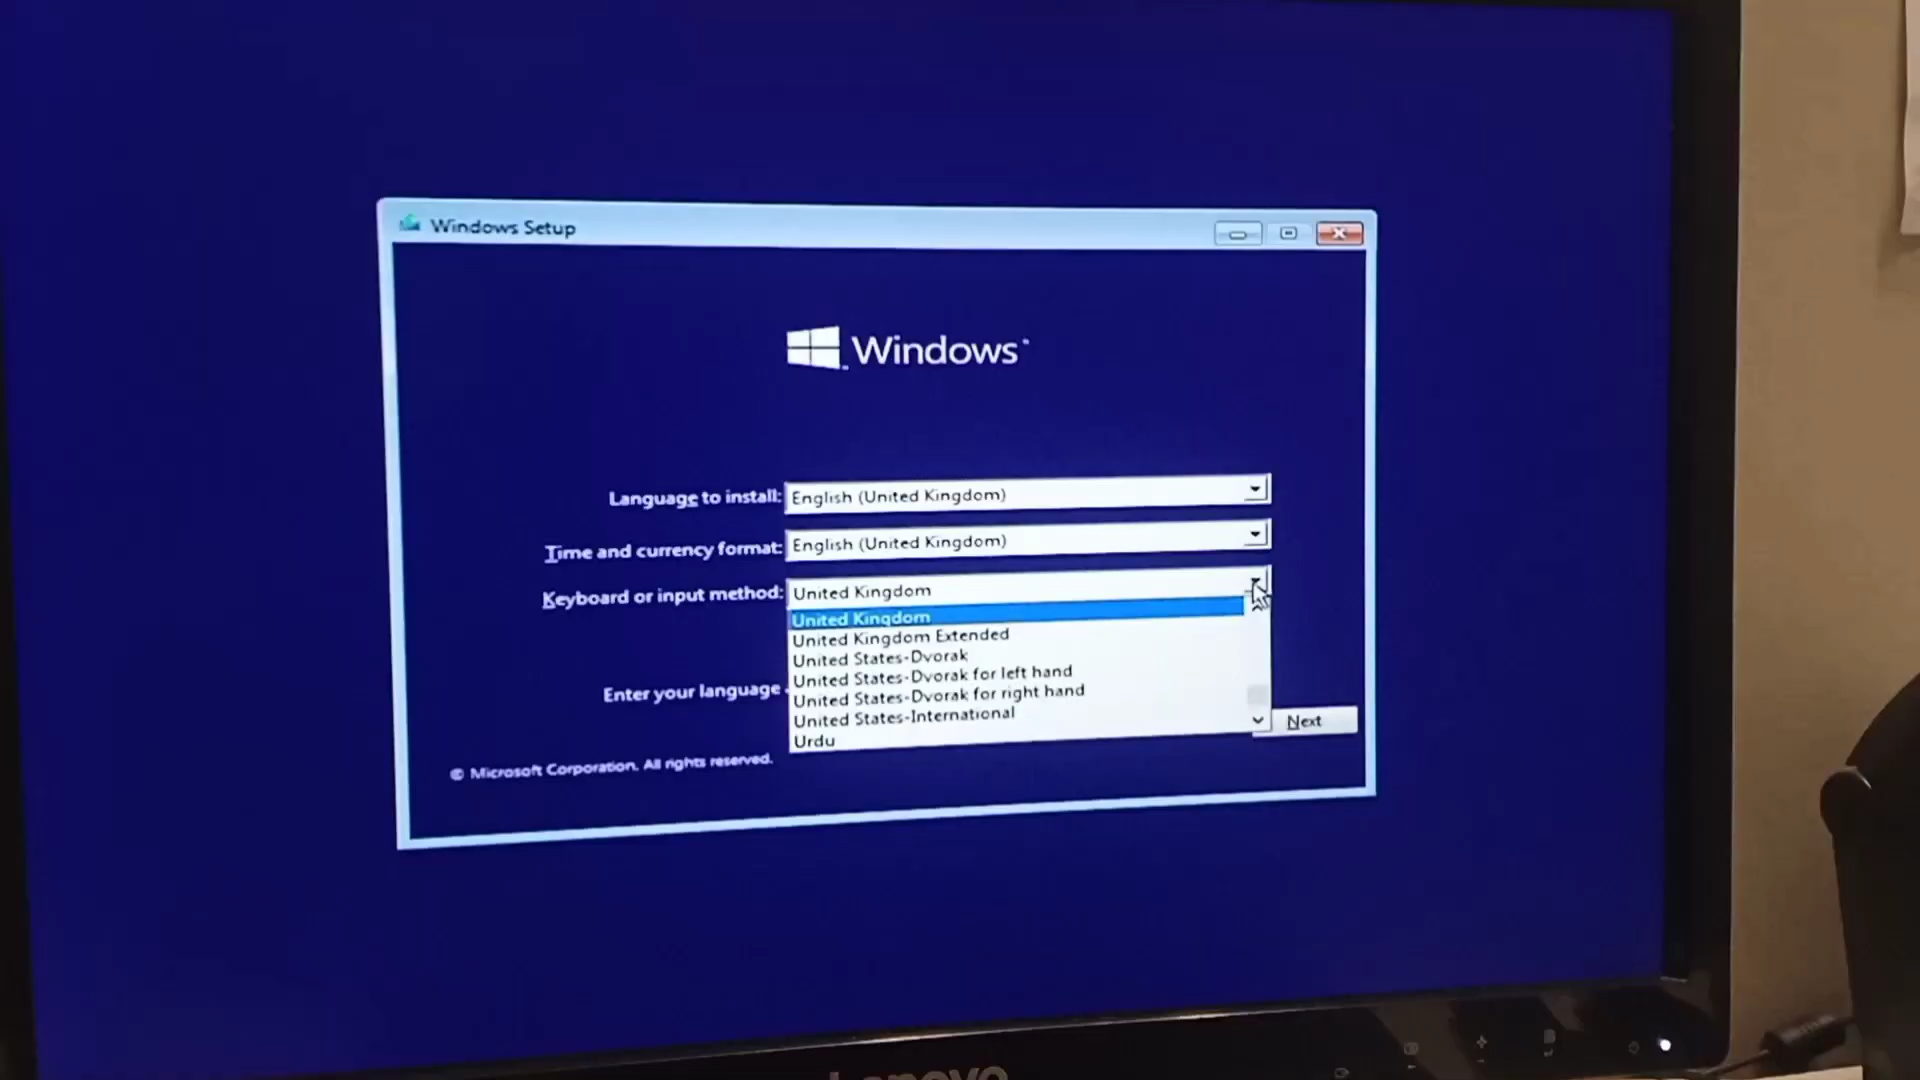 Windows Setup
Windows
Language to install: English (United Kingdom)
Time and currency format: English (United Kingdom)
Keyboard or input method: United Kingdom
United Kingdom
United Kingdom Extended
United States-Dvorak
United States-Dvorak for left hand
United States-Dvorak for right hand
United States-International
Urdu
Enter your language
Next
© Microsoft Corporation. All rights reserved.
Lenovo